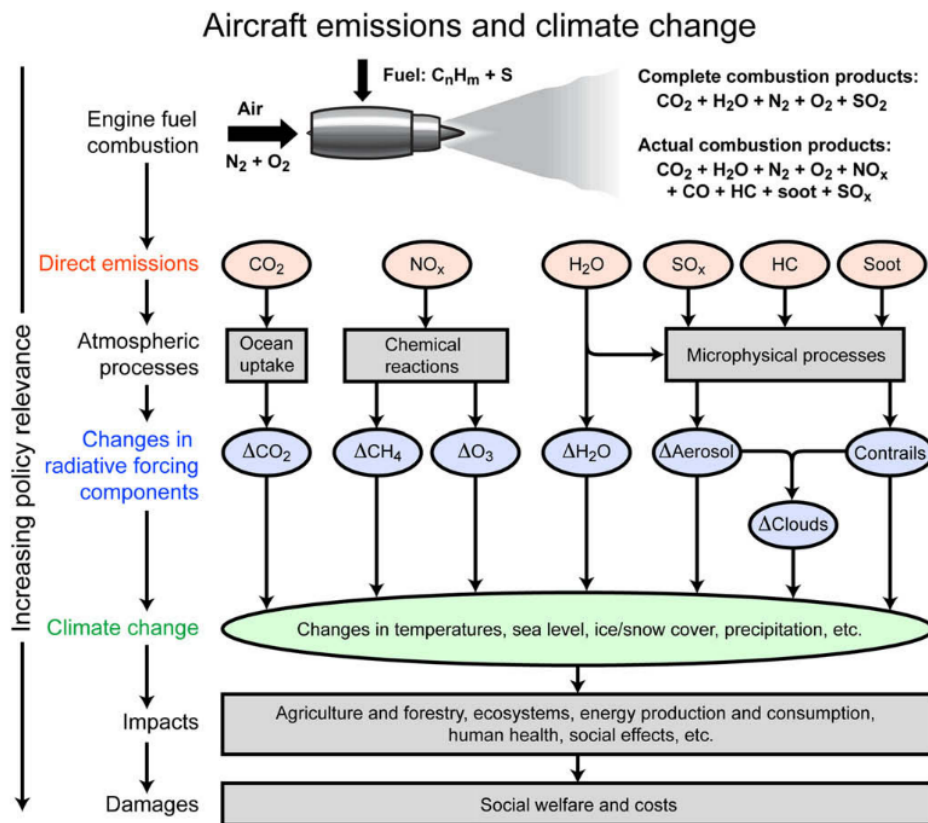 Aircraft emissions and climate change
Increasing policy relevance
Engine fuel
combustion
Air
N₂ + O₂
Fuel: CₙHₘ + S
Complete combustion products:
CO₂ + H₂O + N₂ + O₂ + SO₂
Actual combustion products:
CO₂ + H₂O + N₂ + O₂ + NOₓ
+ CO + HC + soot + SOₓ
Direct emissions
CO₂
NOₓ
H₂O
SOₓ
HC
Soot
Atmospheric
processes
Ocean
uptake
Chemical
reactions
Microphysical processes
Changes in
radiative forcing
components
ΔCO₂
ΔCH₄
ΔO₃
ΔH₂O
ΔAerosol
Contrails
ΔClouds
Climate change
Changes in temperatures, sea level, ice/snow cover, precipitation, etc.
Impacts
Agriculture and forestry, ecosystems, energy production and consumption,
human health, social effects, etc.
Damages
Social welfare and costs